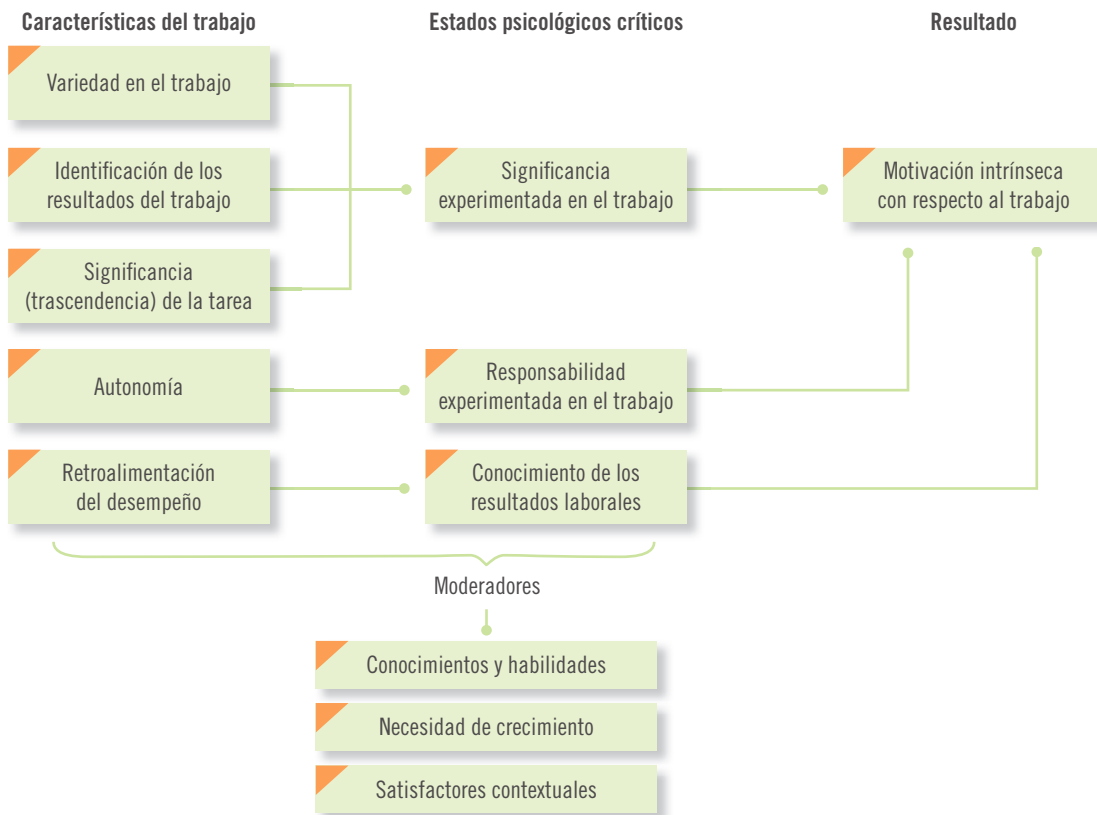 Características del trabajo
Estados psicológicos críticos
Resultado
Variedad en el trabajo
Identificación de los
resultados del trabajo
Significancia
experimentada en el trabajo
Motivación intrínseca
con respecto al trabajo
Significancia
(trascendencia) de la tarea
Autonomía
Responsabilidad
experimentada en el trabajo
Retroalimentación
del desempeño
Conocimiento de los
resultados laborales
Moderadores
Conocimientos y habilidades
Necesidad de crecimiento
Satisfactores contextuales